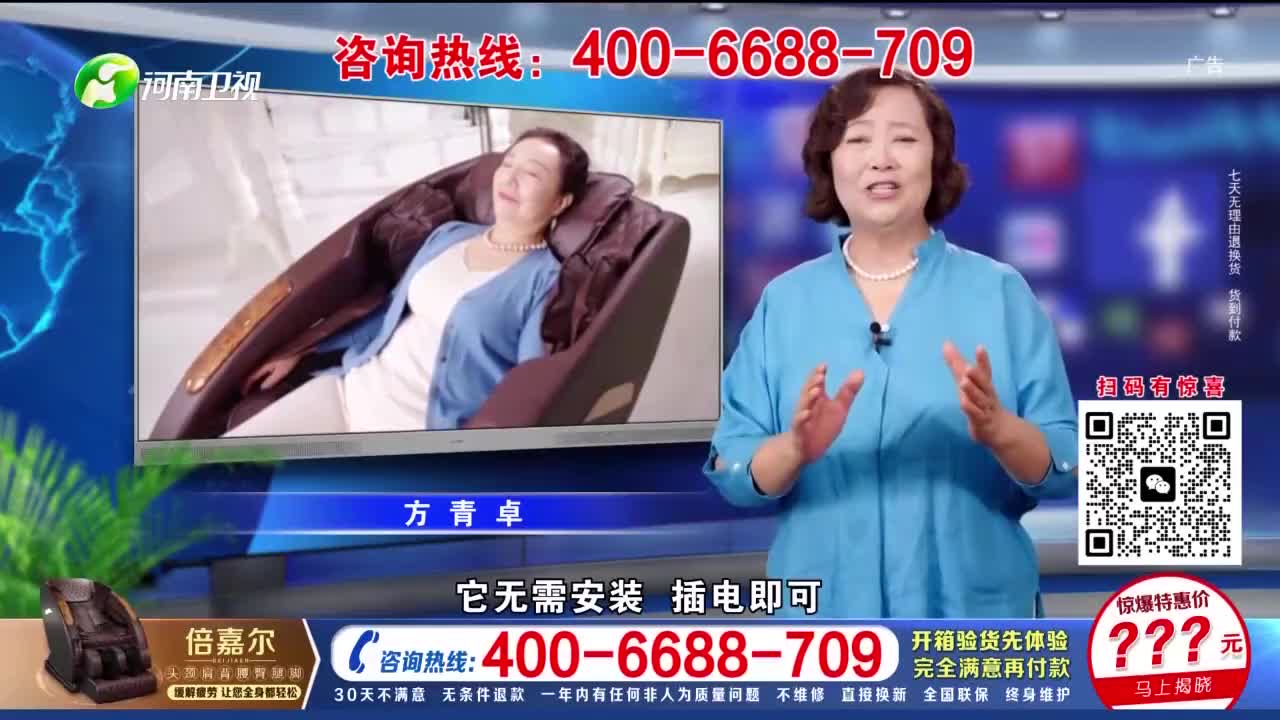 咨询热线：400-6688-709
河南卫视
广告
七天无理由退换货 货到付款
扫码有惊喜
方青卓
它无需安装 插电即可
倍嘉尔
BEIJIAER
头颈肩背腰臀腿脚
缓解疲劳 让您全身都轻松
咨询热线:400-6688-709
开箱验货先体验
完全满意再付款
30天不满意 无条件退款 一年内有任何非人为质量问题 不维修 直接换新 全国联保 终身维护
惊爆特惠价
???元
马上揭晓